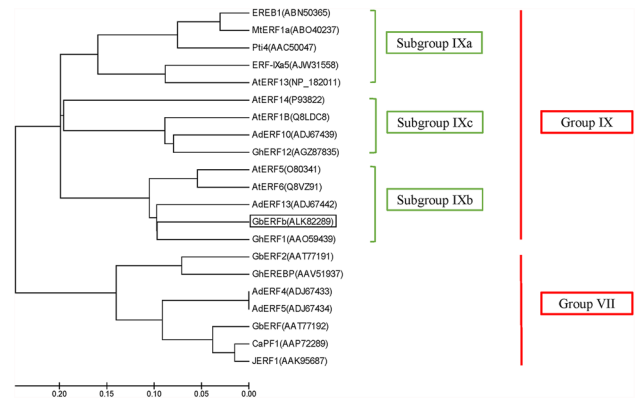 EREB1(ABN50365)
MtERF1a(ABO40237)
Pti4(AAC50047)
ERF-IXa5(AJW31558)
AtERF13(NP_182011)
Subgroup IXa
AtERF14(P93822)
AtERF1B(Q8LDC8)
AdERF10(ADJ67439)
GhERF12(AGZ87835)
Subgroup IXc
Group IX
AtERF5(O80341)
AtERF6(Q8VZ91)
AdERF13(ADJ67442)
GbERFb(ALK82289)
GhERF1(AAO59439)
Subgroup IXb
GbERF2(AAT77191)
GhEREBP(AAV51937)
AdERF4(ADJ67433)
AdERF5(ADJ67434)
GbERF(AAT77192)
CaPF1(AAP72289)
JERF1(AAK95687)
Group VII
0.20 0.15 0.10 0.05 0.00